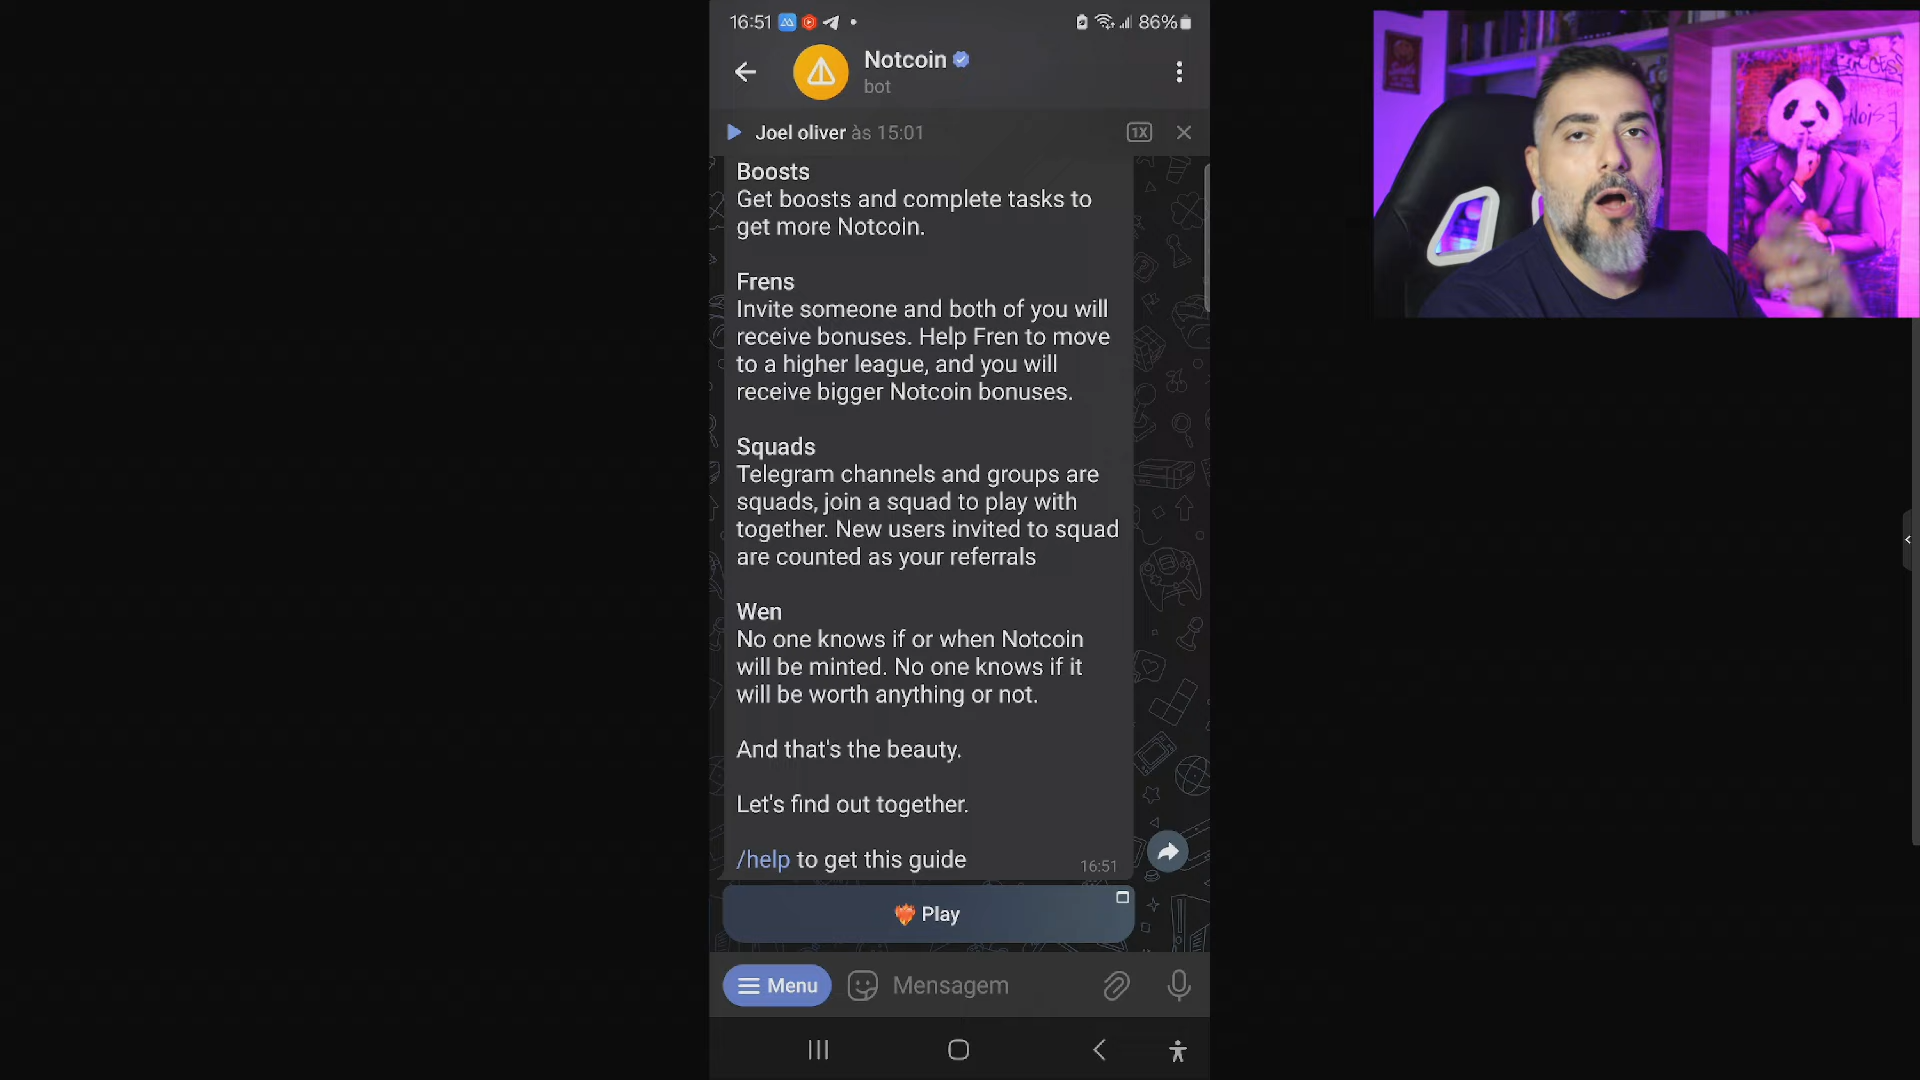 16:51
86%
Notcoin
bot
Joel oliver às 15:01
1X
Boosts
Get boosts and complete tasks to
get more Notcoin.
Frens
Invite someone and both of you will
receive bonuses. Help Fren to move
to a higher league, and you will
receive bigger Notcoin bonuses.
Squads
Telegram channels and groups are
squads, join a squad to play with
together. New users invited to squad
are counted as your referrals
Wen
No one knows if or when Notcoin
will be minted. No one knows if it
will be worth anything or not.
And that's the beauty.
Let's find out together.
/help to get this guide
16:51
Play
Menu
Mensagem
SUCCESS
NOISE